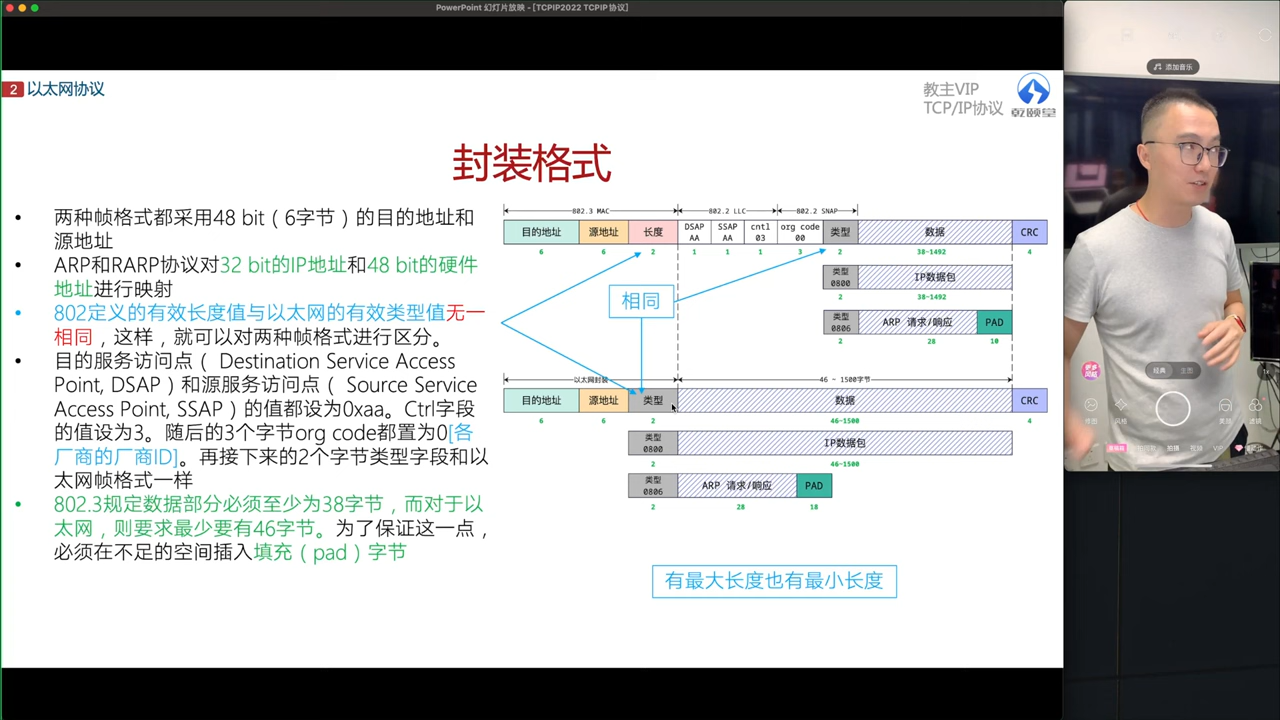 PowerPoint 幻灯片放映 - [TCPIP2022 TCPIP协议]
2 以太网协议
教主VIP
TCP/IP协议
乾颐堂
封装格式
• 两种帧格式都采用48 bit（6字节）的目的地址和
源地址
• ARP和RARP协议对32 bit的IP地址和48 bit的硬件
地址进行映射
• 802定义的有效长度值与以太网的有效类型值无一
相同，这样，就可以对两种帧格式进行区分。
• 目的服务访问点（ Destination Service Access
Point, DSAP）和源服务访问点（ Source Service
Access Point, SSAP）的值都设为0xaa。Ctrl字段
的值设为3。随后的3个字节org code都置为0[各
厂商的厂商ID]。再接下来的2个字节类型字段和以
太网帧格式一样
• 802.3规定数据部分必须至少为38字节，而对于以
太网，则要求最少要有46字节。为了保证这一点，
必须在不足的空间插入填充（pad）字节
802.3 MAC 802.2 LLC 802.2 SNAP
目的地址 源地址 长度 DSAP AA SSAP AA cntl 03 org code 00 类型 数据 CRC
6 6 2 1 1 1 3 2 38-1492 4
类型 0800 IP数据包
2 38-1492
相同
类型 0806 ARP 请求/响应 PAD
2 28 10
以太网封装 46 - 1500字节
目的地址 源地址 类型 数据 CRC
6 6 2 46-1500 4
类型 0800 IP数据包
2 46-1500
类型 0806 ARP 请求/响应 PAD
2 28 18
有最大长度也有最小长度
添加音乐
经典 主图
1x
风格
美颜
滤镜
拍摄 视频 VIP